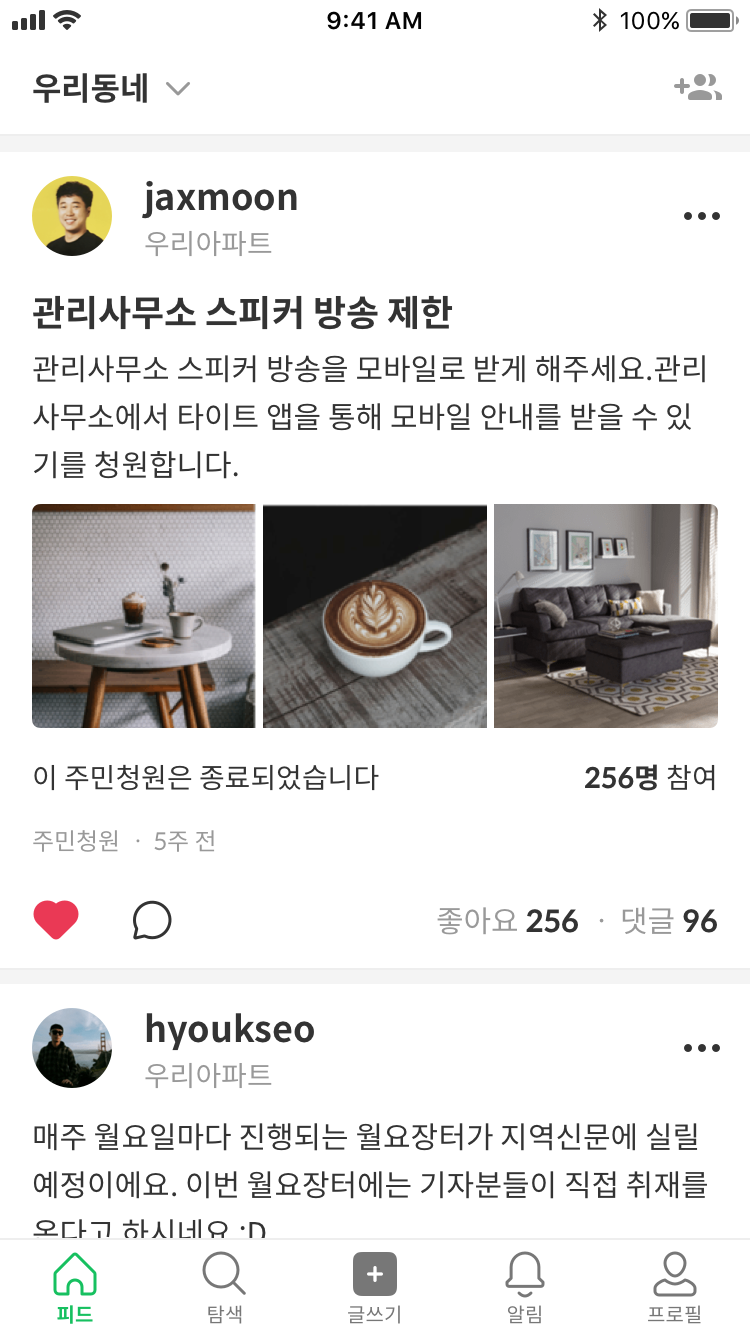 9:41 AM
100%
우리동네
jaxmoon
우리아파트
관리사무소 스피커 방송 제한
관리사무소 스피커 방송을 모바일로 받게 해주세요.관리
사무소에서 타이트 앱을 통해 모바일 안내를 받을 수 있
기를 청원합니다.
이 주민청원은 종료되었습니다
256명 참여
주민청원 · 5주 전
좋아요 256 · 댓글 96
hyoukseo
우리아파트
매주 월요일마다 진행되는 월요장터가 지역신문에 실릴
예정이에요. 이번 월요장터에는 기자분들이 직접 취재를
온다고 하시네요 :D
피드
탐색
글쓰기
알림
프로필